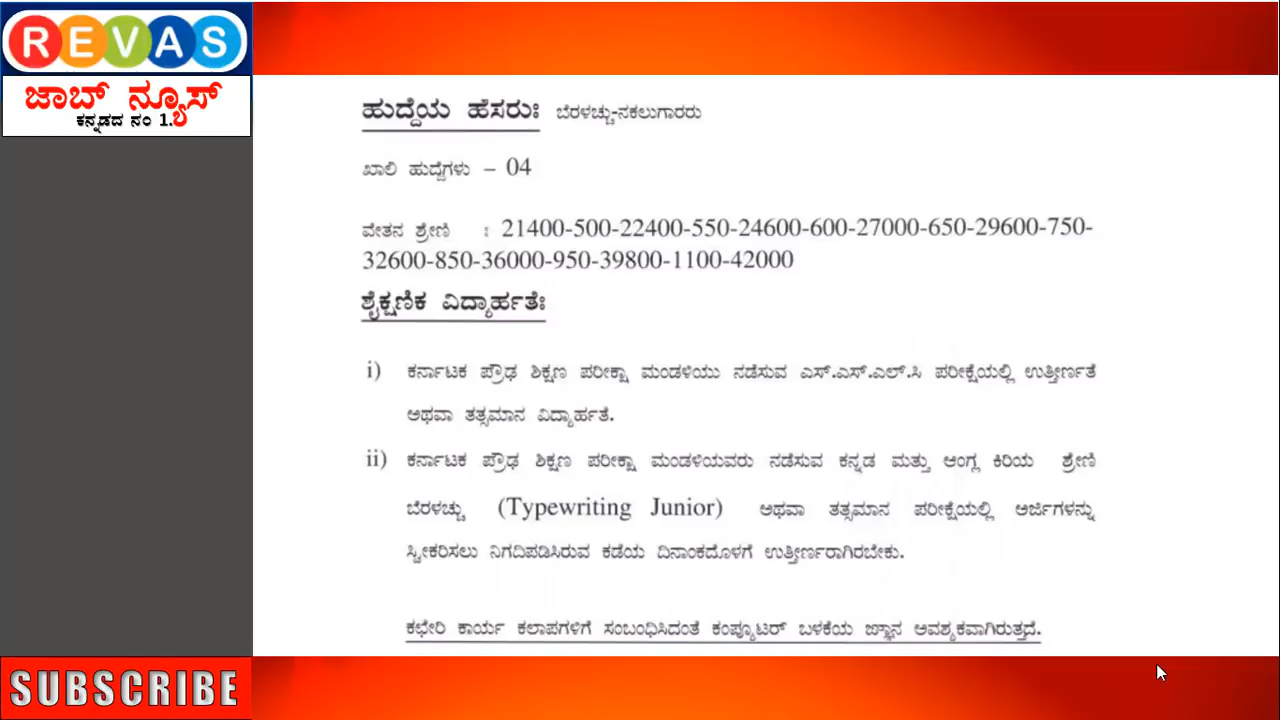 REVAS
ಜಾಬ್ ನ್ಯೂಸ್
ಕನ್ನಡದ ನಂ 1.
ಹುದ್ದೆಯ ಹೆಸರುಃ ಬೆರಳಚ್ಚು-ನಕಲುಗಾರರು
ಖಾಲಿ ಹುದ್ದೆಗಳು – 04
ವೇತನ ಶ್ರೇಣಿ : 21400-500-22400-550-24600-600-27000-650-29600-750-
32600-850-36000-950-39800-1100-42000
ಶೈಕ್ಷಣಿಕ ವಿದ್ಯಾರ್ಹತೆಃ
i) ಕರ್ನಾಟಕ ಪ್ರೌಢ ಶಿಕ್ಷಣ ಪರೀಕ್ಷಾ ಮಂಡಳಿಯು ನಡೆಸುವ ಎಸ್.ಎಸ್.ಎಲ್.ಸಿ ಪರೀಕ್ಷೆಯಲ್ಲಿ ಉತ್ತೀರ್ಣತೆ
ಅಥವಾ ತತ್ಸಮಾನ ವಿದ್ಯಾರ್ಹತೆ.
ii) ಕರ್ನಾಟಕ ಪ್ರೌಢ ಶಿಕ್ಷಣ ಪರೀಕ್ಷಾ ಮಂಡಳಿಯವರು ನಡೆಸುವ ಕನ್ನಡ ಮತ್ತು ಆಂಗ್ಲ ಕಿರಿಯ ಶ್ರೇಣಿ
ಬೆರಳಚ್ಚು (Typewriting Junior) ಅಥವಾ ತತ್ಸಮಾನ ಪರೀಕ್ಷೆಯಲ್ಲಿ ಅರ್ಜಿಗಳನ್ನು
ಸ್ವೀಕರಿಸಲು ನಿಗದಿಪಡಿಸಿರುವ ಕಡೆಯ ದಿನಾಂಕದೊಳಗೆ ಉತ್ತೀರ್ಣರಾಗಿರಬೇಕು.
ಕಛೇರಿ ಕಾರ್ಯ ಕಲಾಪಗಳಿಗೆ ಸಂಬಂಧಿಸಿದಂತೆ ಕಂಪ್ಯೂಟರ್ ಬಳಕೆಯ ಜ್ಞಾನ ಅವಶ್ಯಕವಾಗಿರುತ್ತದೆ.
SUBSCRIBE